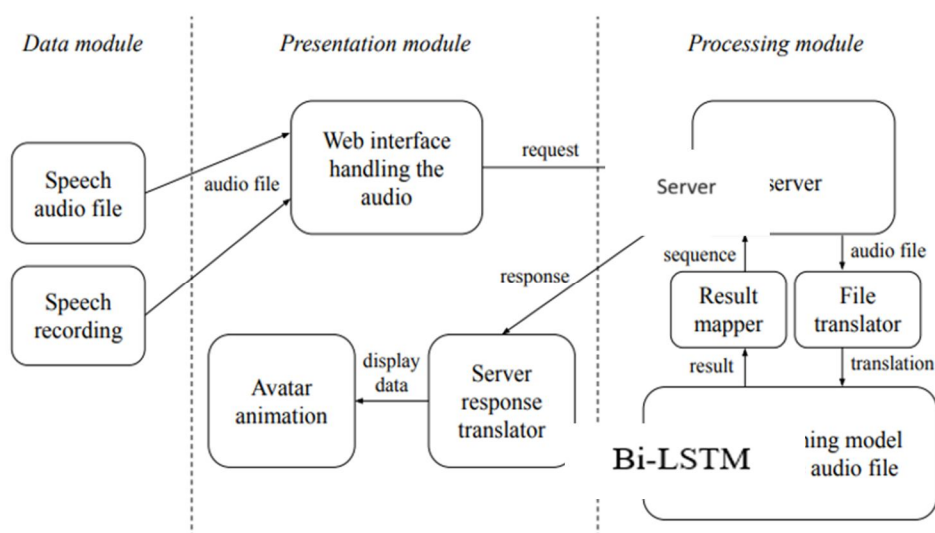 Data module
Presentation module
Processing module
Speech
audio file
Speech
recording
audio file
Web interface
handling the
audio
request
Server
server
response
sequence
audio file
Result
mapper
File
translator
result
translation
Avatar
animation
display
data
Server
response
translator
Bi-LSTM
model
audio file